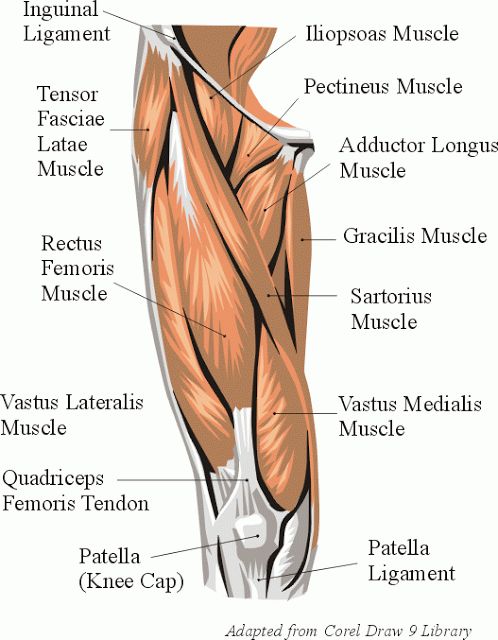 Inguinal
Ligament
Iliopsoas Muscle
Pectineus Muscle
Tensor
Fasciae
Latae
Muscle
Adductor Longus
Muscle
Rectus
Femoris
Muscle
Gracilis Muscle
Sartorius
Muscle
Vastus Lateralis
Muscle
Vastus Medialis
Muscle
Quadriceps
Femoris Tendon
Patella
(Knee Cap)
Patella
Ligament
Adapted from Corel Draw 9 Library